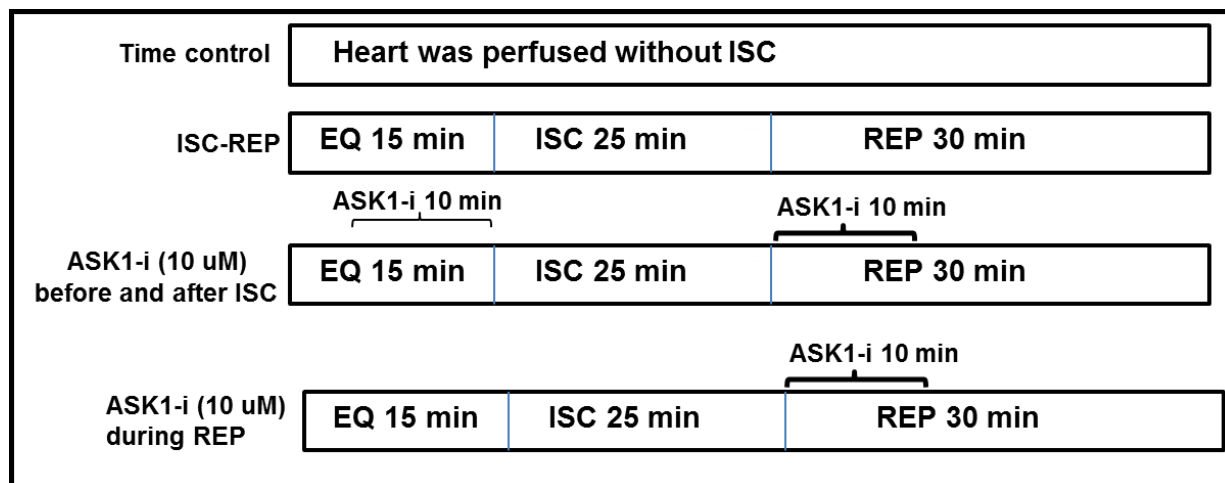 Time control
Heart was perfused without ISC
ISC-REP
EQ 15 min
ISC 25 min
REP 30 min
ASK1-i 10 min
ASK1-i 10 min
ASK1-i (10 uM)
before and after ISC
EQ 15 min
ISC 25 min
REP 30 min
ASK1-i 10 min
ASK1-i (10 uM)
during REP
EQ 15 min
ISC 25 min
REP 30 min